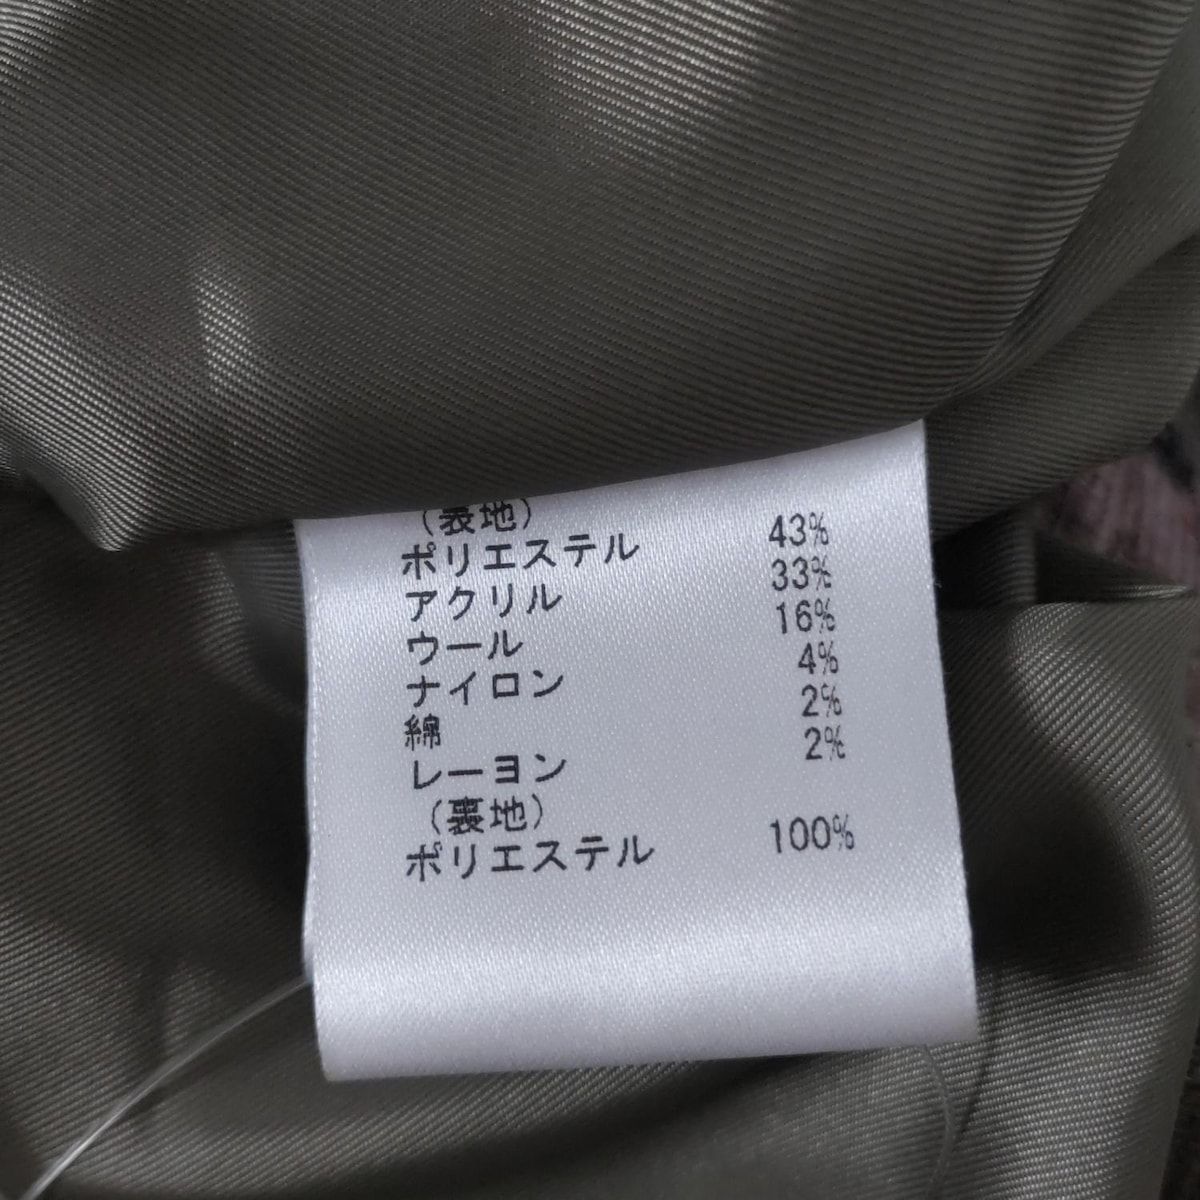 (表地)
ポリエステル 43%
アクリル 33%
ウール 16%
ナイロン 4%
綿 2%
レーヨン 2%
(裏地)
ポリエステル 100%